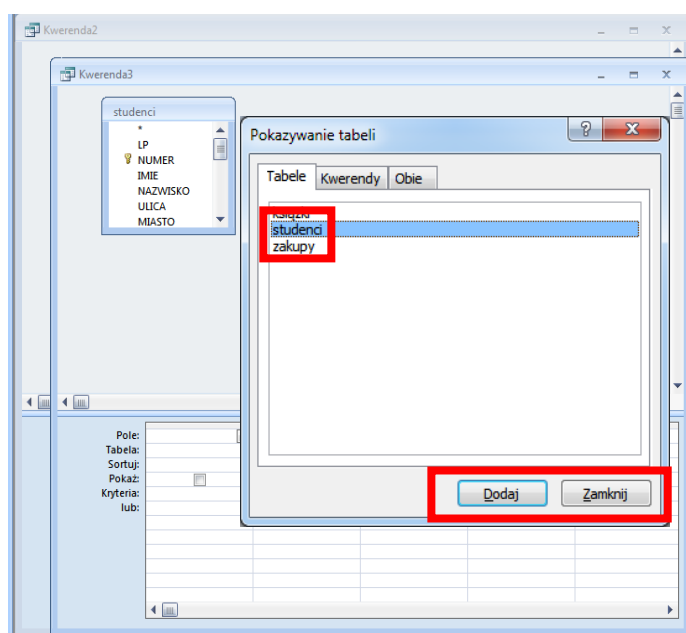 Kwerenda2
Kwerenda3
studenci
*
LP
NUMER
IMIE
NAZWISKO
ULICA
MIASTO
Pokazywanie tabeli
Tabele Kwerendy Obie
książki
studenci
zakupy
Pole:
Tabela:
Sortuj:
Pokaż:
Kryteria:
lub:
Dodaj Zamknij